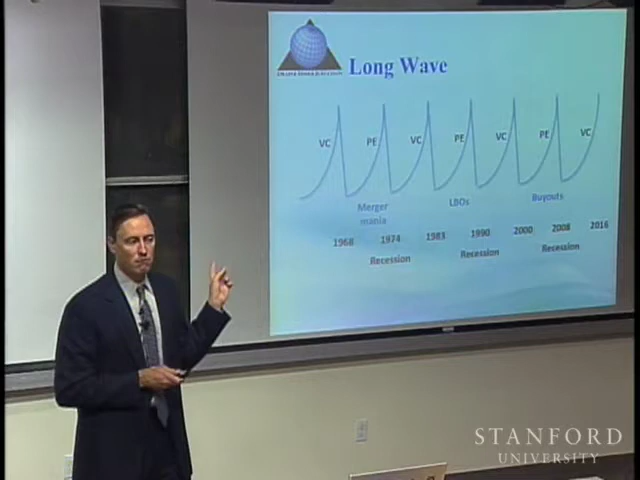 Long Wave
VC PE VC PE VC PE VC
Merger
mania
LBOs
Buyouts
1968 1974 1983 1990 2000 2008 2016
Recession Recession Recession
STANFORD
UNIVERSITY